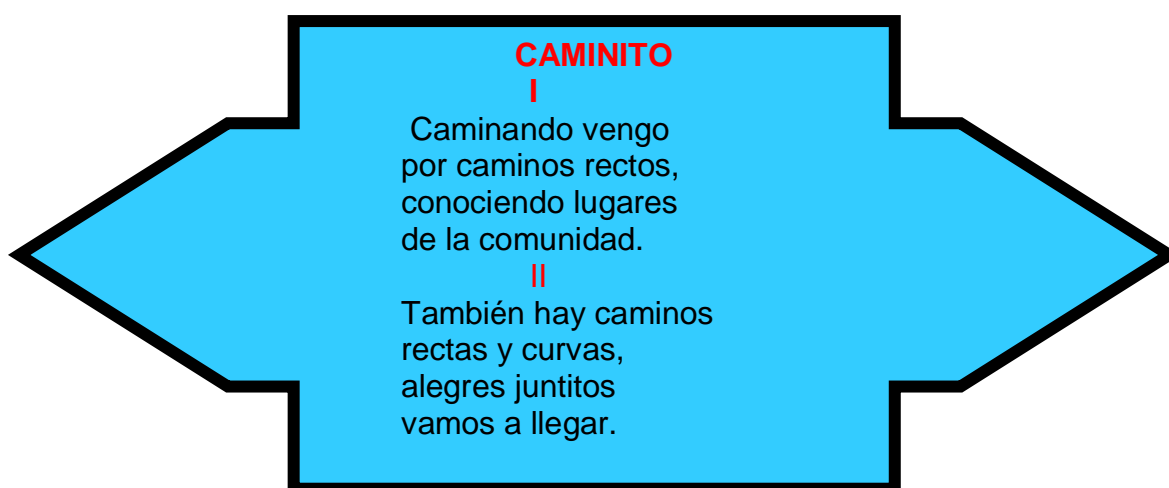 CAMINITO
I
Caminando vengo
por caminos rectos,
conociendo lugares
de la comunidad.
II
También hay caminos
rectas y curvas,
alegres juntitos
vamos a llegar.